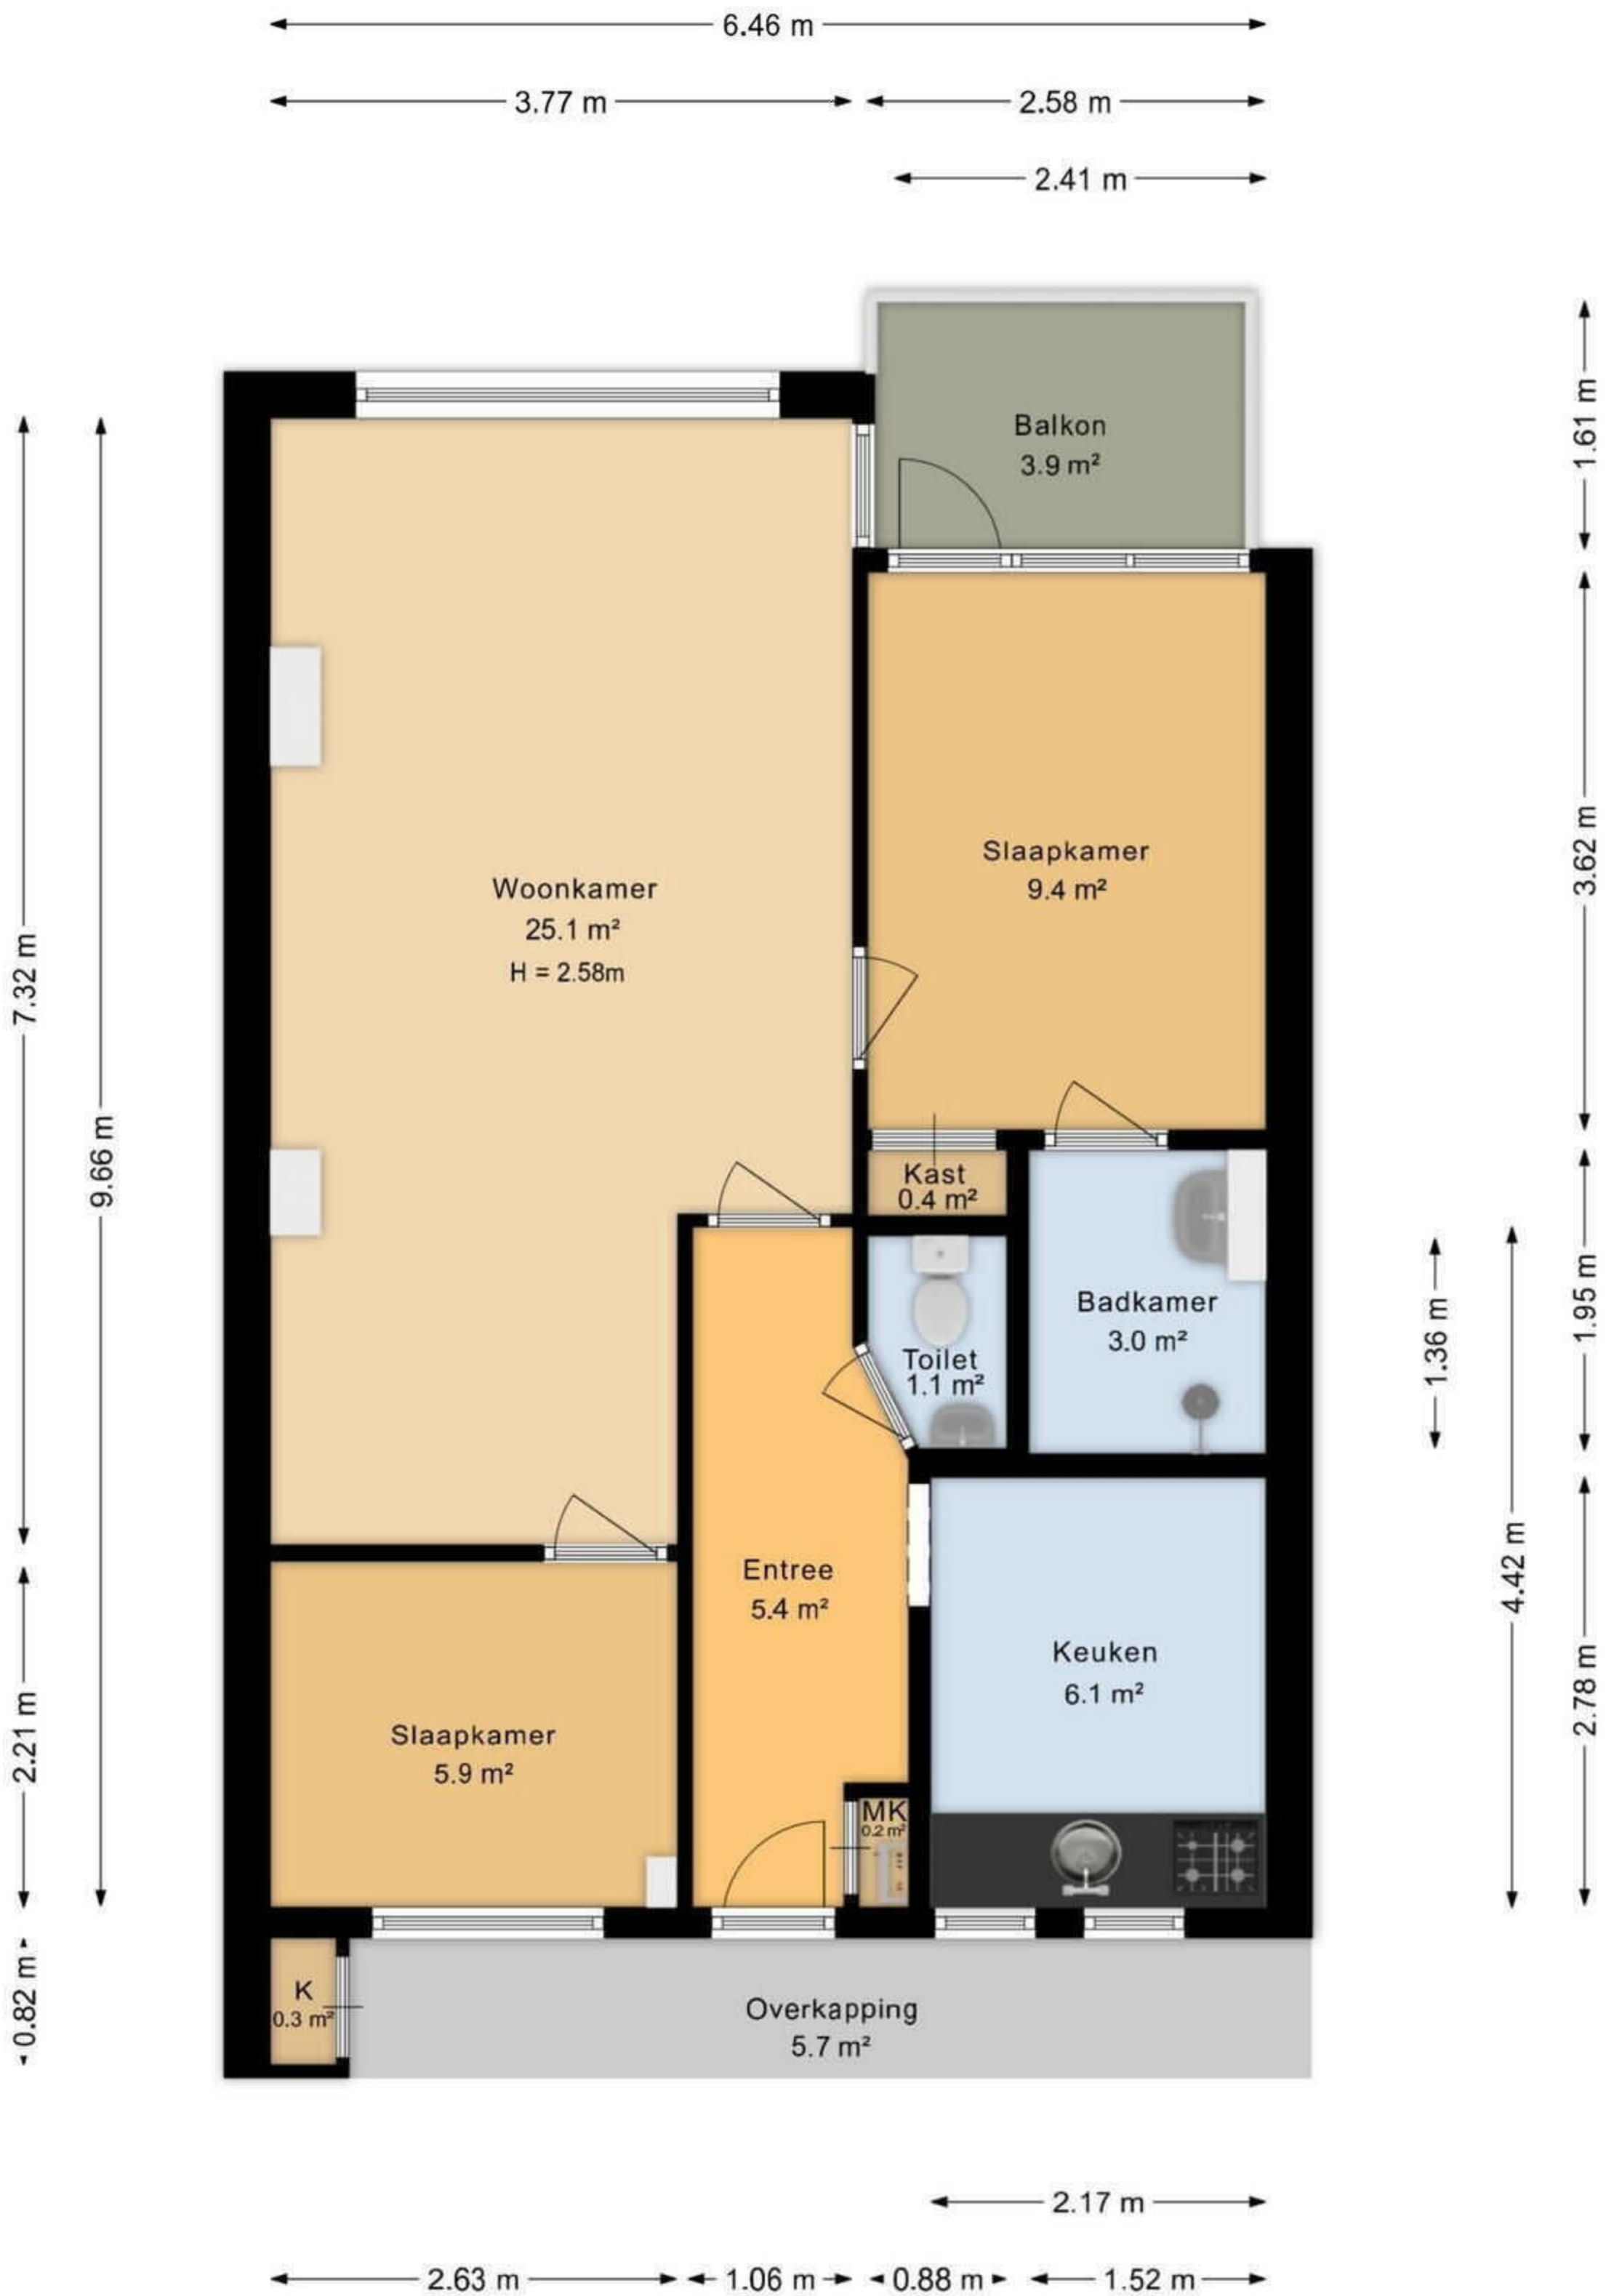 6.46 m
3.77 m
2.58 m
2.41 m
Balkon
3.9 m²
1.61 m
Woonkamer
25.1 m²
H = 2.58m
Slaapkamer
9.4 m²
3.62 m
7.32 m
9.66 m
Kast
0.4 m²
Badkamer
3.0 m²
Toilet
1.1 m²
1.36 m
1.95 m
4.42 m
Entree
5.4 m²
Keuken
6.1 m²
2.78 m
Slaapkamer
5.9 m²
2.21 m
MK
0.2 m²
K
0.3 m²
0.82 m
Overkapping
5.7 m²
2.17 m
2.63 m
1.06 m
0.88 m
1.52 m